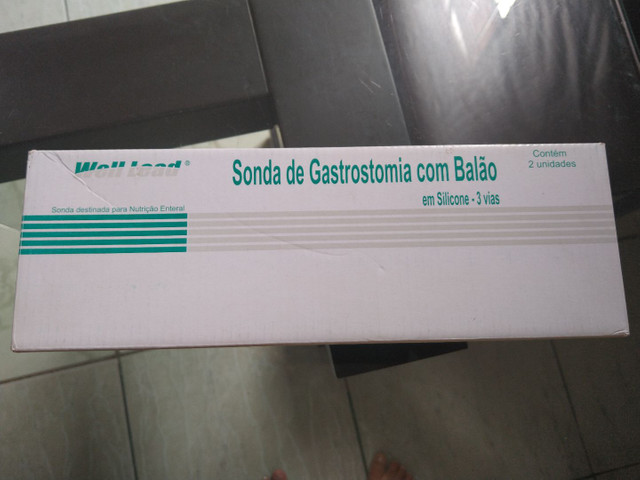 Well Lead®
Sonda destinada para Nutrição Enteral
Sonda de Gastrostomia com Balão
em Silicone - 3 vias
Contém
2 unidades